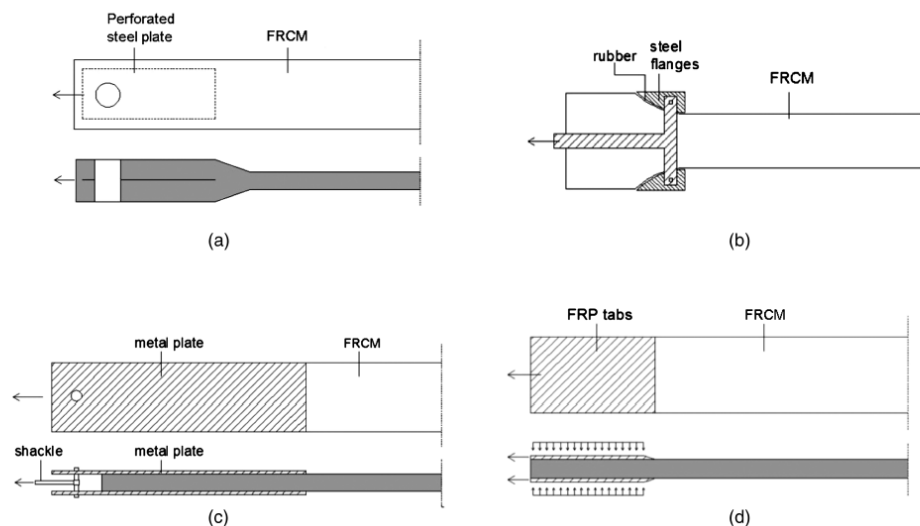 Perforated
steel plate
FRCM
(a)
rubber
steel
flanges
FRCM
(b)
metal plate
FRCM
shackle
metal plate
(c)
FRP tabs
FRCM
(d)